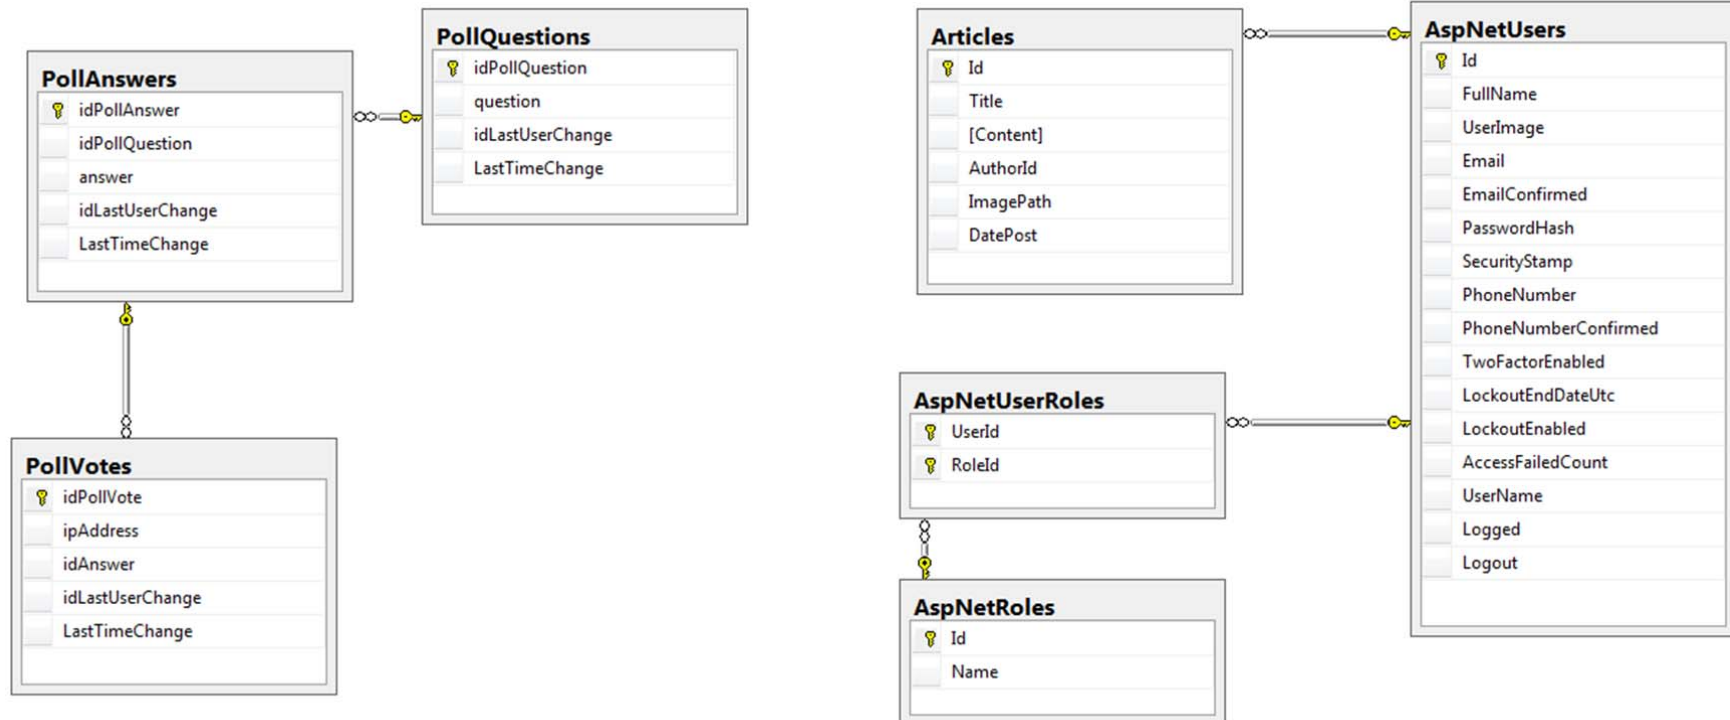 PollAnswers
idPollAnswer
idPollQuestion
answer
idLastUserChange
LastTimeChange
PollQuestions
idPollQuestion
question
idLastUserChange
LastTimeChange
PollVotes
idPollVote
ipAddress
idAnswer
idLastUserChange
LastTimeChange
Articles
Id
Title
[Content]
AuthorId
ImagePath
DatePost
AspNetUserRoles
UserId
RoleId
AspNetRoles
Id
Name
AspNetUsers
Id
FullName
UserImage
Email
EmailConfirmed
PasswordHash
SecurityStamp
PhoneNumber
PhoneNumberConfirmed
TwoFactorEnabled
LockoutEndDateUtc
LockoutEnabled
AccessFailedCount
UserName
Logged
Logout